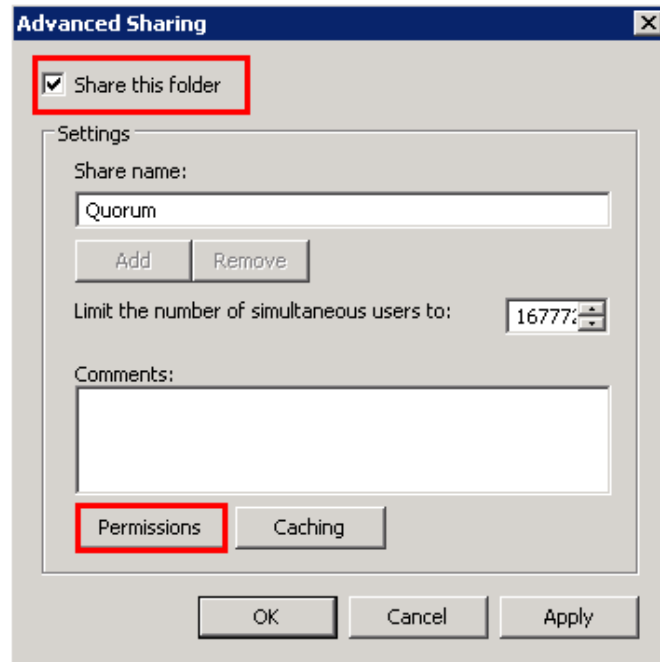 Advanced Sharing
Share this folder
Settings
Share name:
Quorum
Add Remove
Limit the number of simultaneous users to: 16777
Comments:
Permissions Caching
OK Cancel Apply